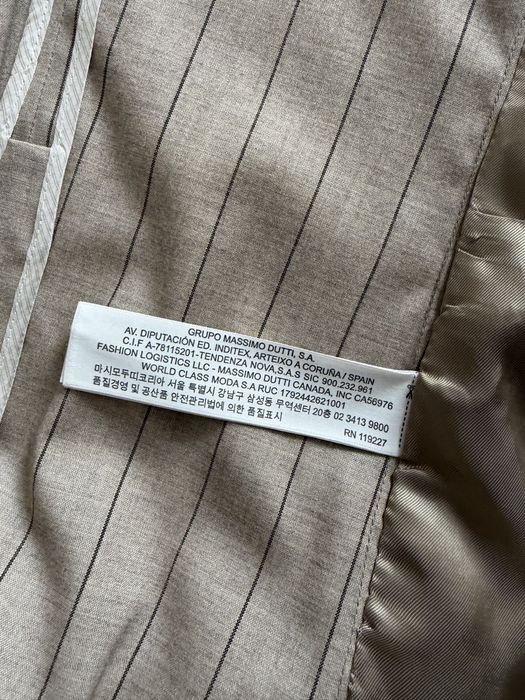 GRUPO MASSIMO DUTTI, S.A.
AV. DIPUTACIÓN ED. INDITEX, ARTEIXO A CORUÑA / SPAIN
C.I.F A-78115201-TENDENZA NOVA,S.A.S SIC 900.232.961
FASHION LOGISTICS LLC - MASSIMO DUTTI CANADA, INC CA56976
WORLD CLASS MODA S.A RUC 1792442621001
마시모두띠코리아 서울 특별시 강남구 삼성동 무역센터 20층 02 3413 9800
품질경영 및 공산품 안전관리법에 의한 품질표시
RN 119227